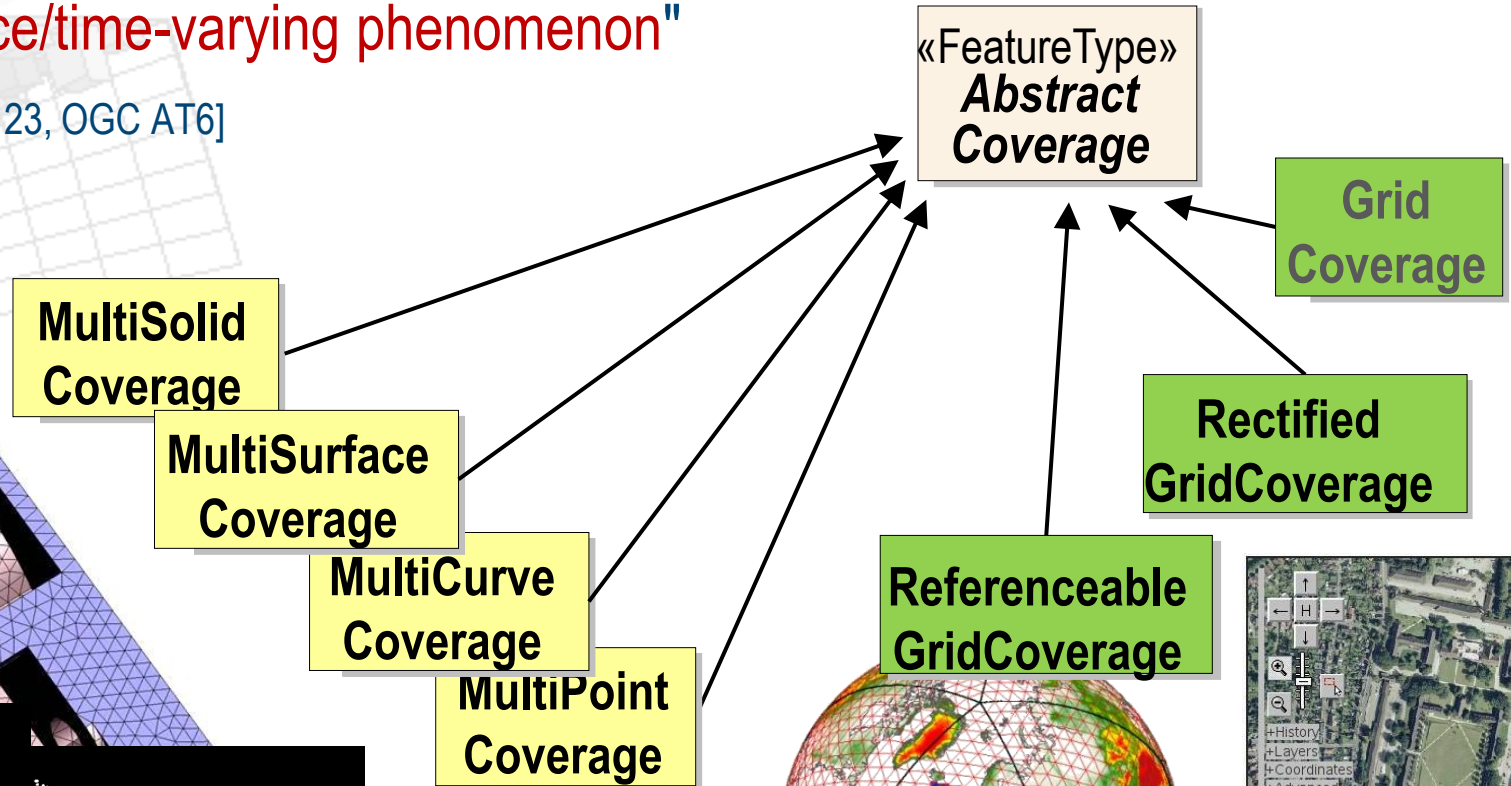 ce/time-varying phenomenon"
23, OGC AT6]
«FeatureType»
Abstract
Coverage
Grid
Coverage
MultiSolid
Coverage
Rectified
GridCoverage
MultiSurface
Coverage
MultiCurve
Coverage
Referenceable
GridCoverage
MultiPoint
Coverage
H
+History
+Layers
+Coordinates